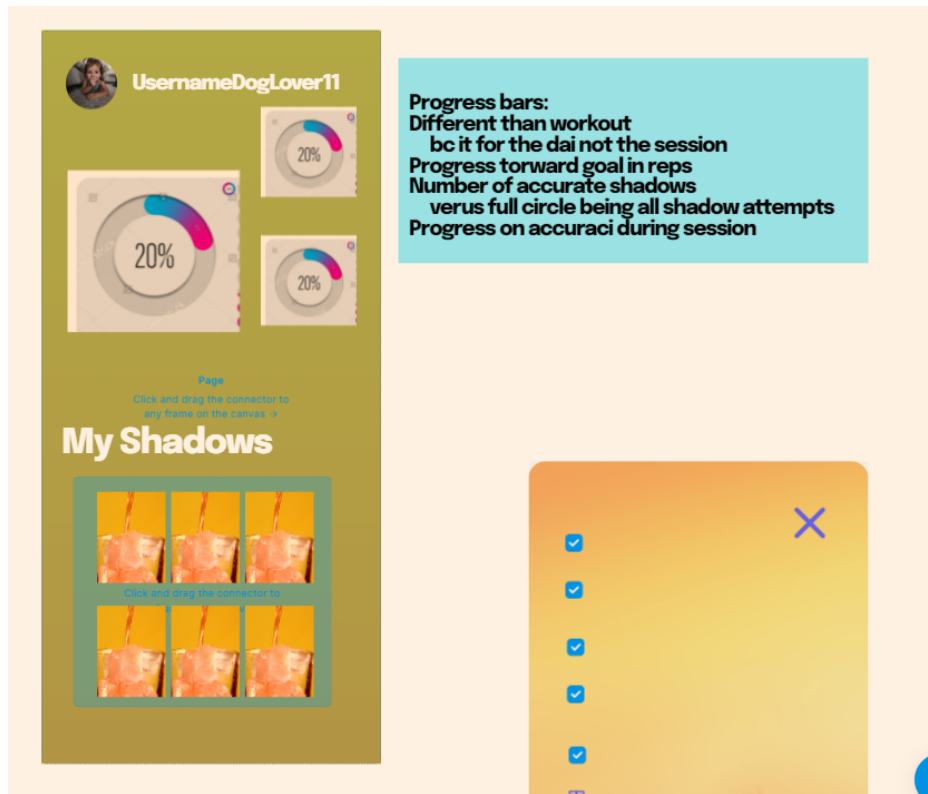 UsernameDogLover11
20%
20%
20%
Page
Click and drag the connector to
any frame on the canvas →
My Shadows
Click and drag the connector to
Progress bars:
Different than workout
bc it for the dai not the session
Progress torward goal in reps
Number of accurate shadows
verus full circle being all shadow attempts
Progress on accuraci during session